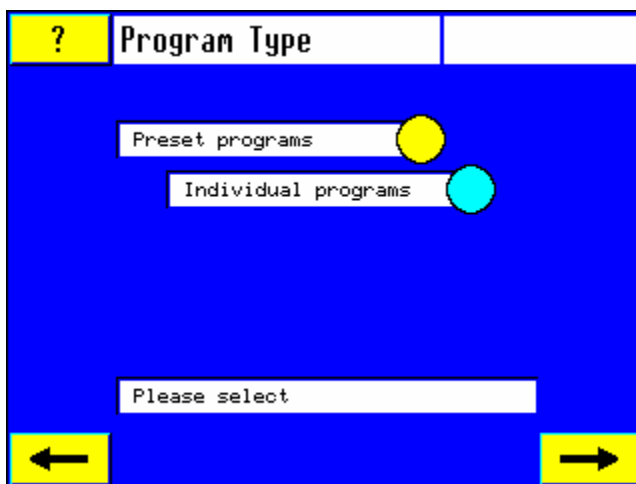 ?
Program Type
Preset programs
Individual programs
Please select